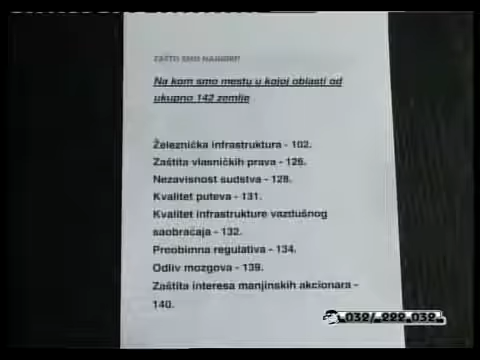 ZAŠTO SMO NAJGORI?
Na kom smo mestu u kojoj oblasti od
ukupno 142 zemlje
Železnička infrastruktura - 102.
Zaštita vlasničkih prava - 126.
Nezavisnost sudstva - 128.
Kvalitet puteva - 131.
Kvalitet infrastrukture vazdušnog
saobraćaja - 132.
Preobimna regulativa - 134.
Odliv mozgova - 139.
Zaštita interesa manjinskih akcionara -
140.
032/ 222 032